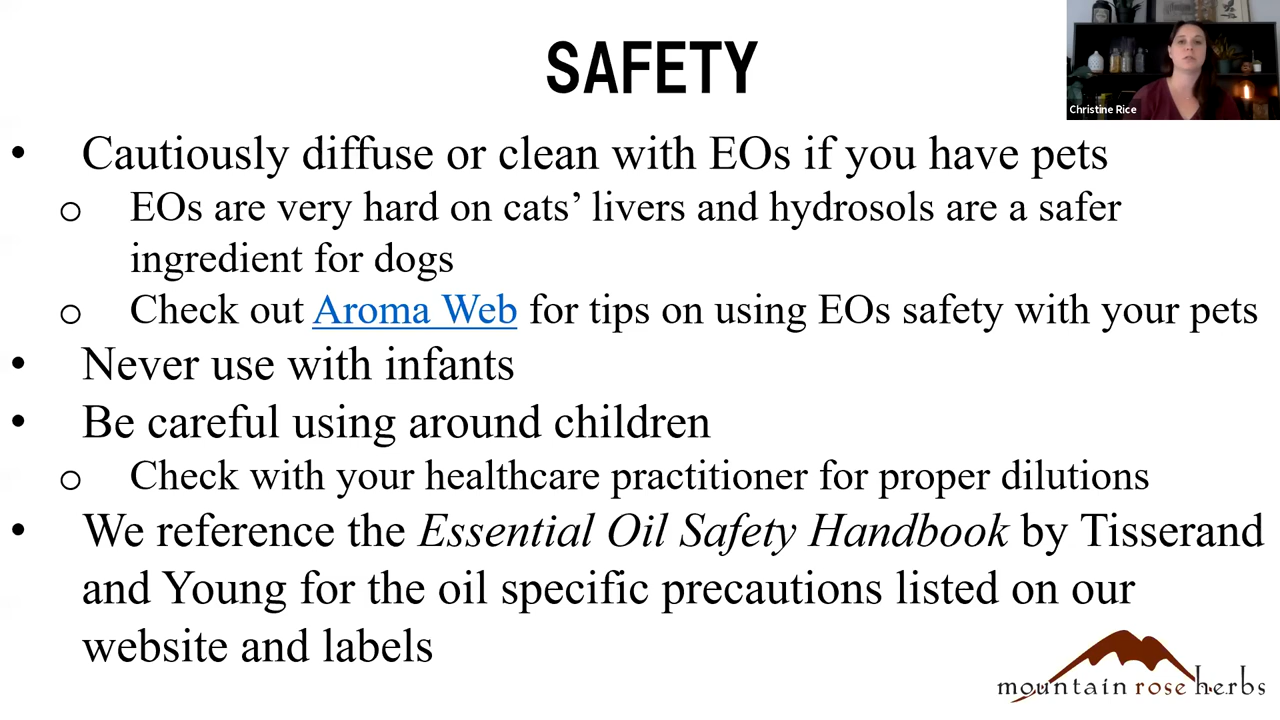 SAFETY
Christine Rice
• Cautiously diffuse or clean with EOs if you have pets
o EOs are very hard on cats’ livers and hydrosols are a safer
ingredient for dogs
o Check out Aroma Web for tips on using EOs safety with your pets
• Never use with infants
• Be careful using around children
o Check with your healthcare practitioner for proper dilutions
• We reference the Essential Oil Safety Handbook by Tisserand
and Young for the oil specific precautions listed on our
website and labels
mountain rose herbs